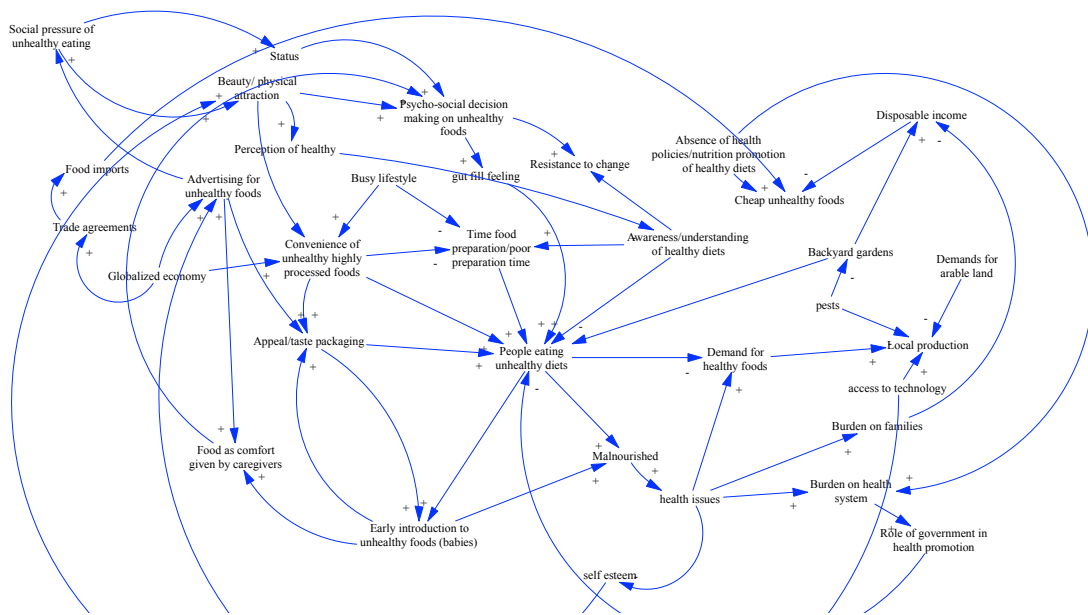 Social pressure of
unhealthy eating
Status
Beauty/ physical
attraction
Psycho-social decision
making on unhealthy
foods
Disposable income
Absence of health
policies/nutrition promotion
of healthy diets
Perception of healthy
Resistance to change
Food imports
Advertising for
unhealthy foods
Busy lifestyle
gut fill feeling
Cheap unhealthy foods
Trade agreements
Convenience of
unhealthy highly
processed foods
Time food
preparation/poor
preparation time
Awareness/understanding
of healthy diets
Backyard gardens
Demands for
arable land
Globalized economy
pests
Appeal/taste packaging
People eating
unhealthy diets
Demand for
healthy foods
Local production
access to technology
Food as comfort
given by caregivers
Malnourished
Burden on families
health issues
Burden on health
system
Early introduction to
unhealthy foods (babies)
Role of government in
health promotion
self esteem